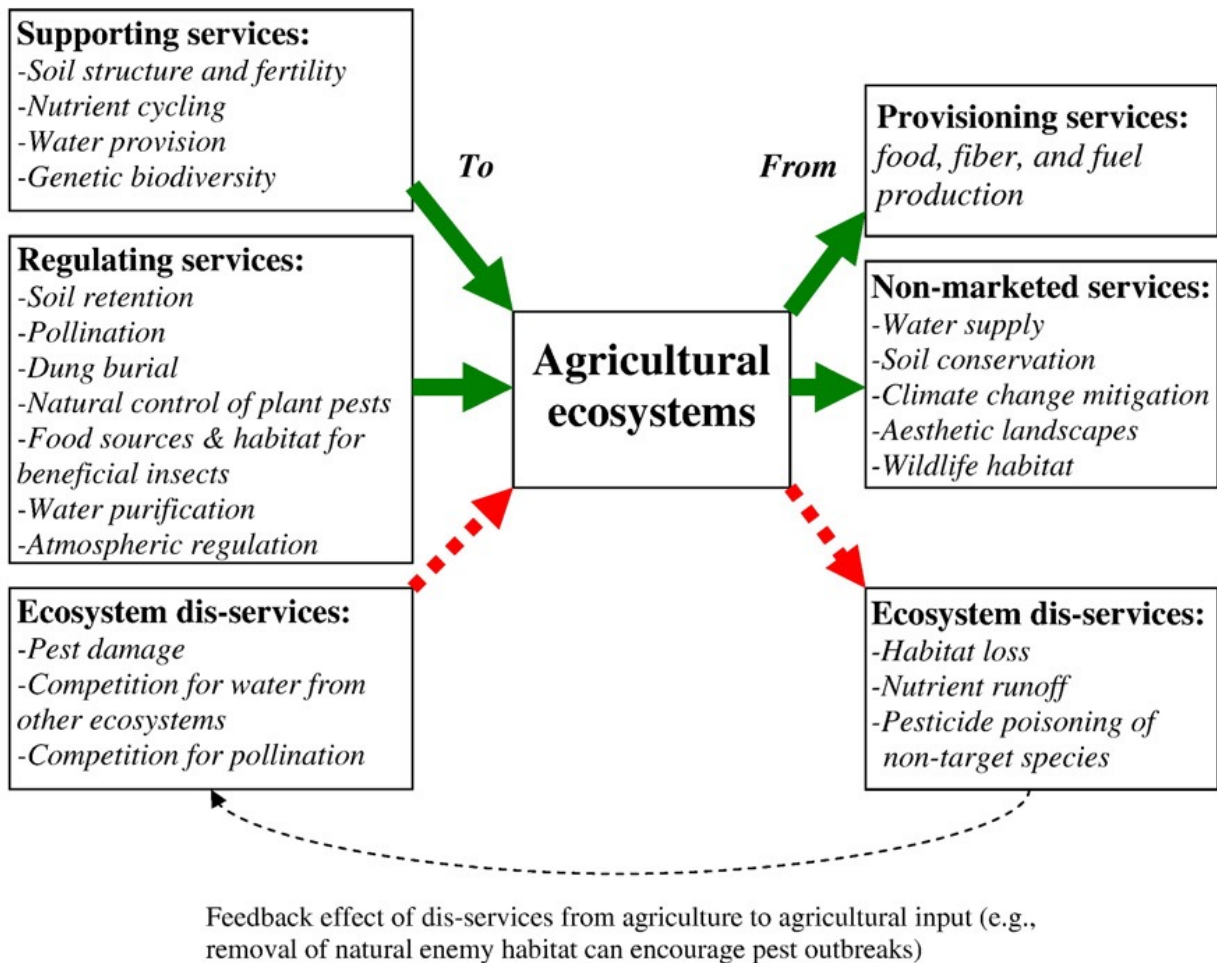 Supporting services:
-Soil structure and fertility
-Nutrient cycling
-Water provision
-Genetic biodiversity
To
Regulating services:
-Soil retention
-Pollination
-Dung burial
-Natural control of plant pests
-Food sources & habitat for
beneficial insects
-Water purification
-Atmospheric regulation
Ecosystem dis-services:
-Pest damage
-Competition for water from
other ecosystems
-Competition for pollination
Agricultural
ecosystems
From
Provisioning services:
food, fiber, and fuel
production
Non-marketed services:
-Water supply
-Soil conservation
-Climate change mitigation
-Aesthetic landscapes
-Wildlife habitat
Ecosystem dis-services:
-Habitat loss
-Nutrient runoff
-Pesticide poisoning of
non-target species
Feedback effect of dis-services from agriculture to agricultural input (e.g.,
removal of natural enemy habitat can encourage pest outbreaks)